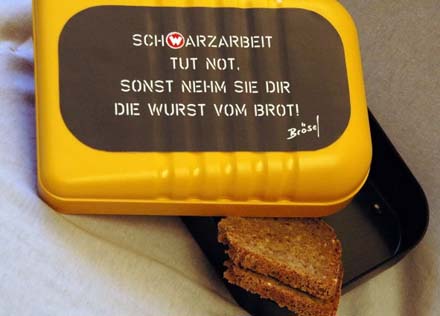 SCHWARZARBEIT
TUT NOT.
SONST NEHM SIE DIR
DIE WURST VOM BROT!
Brösel